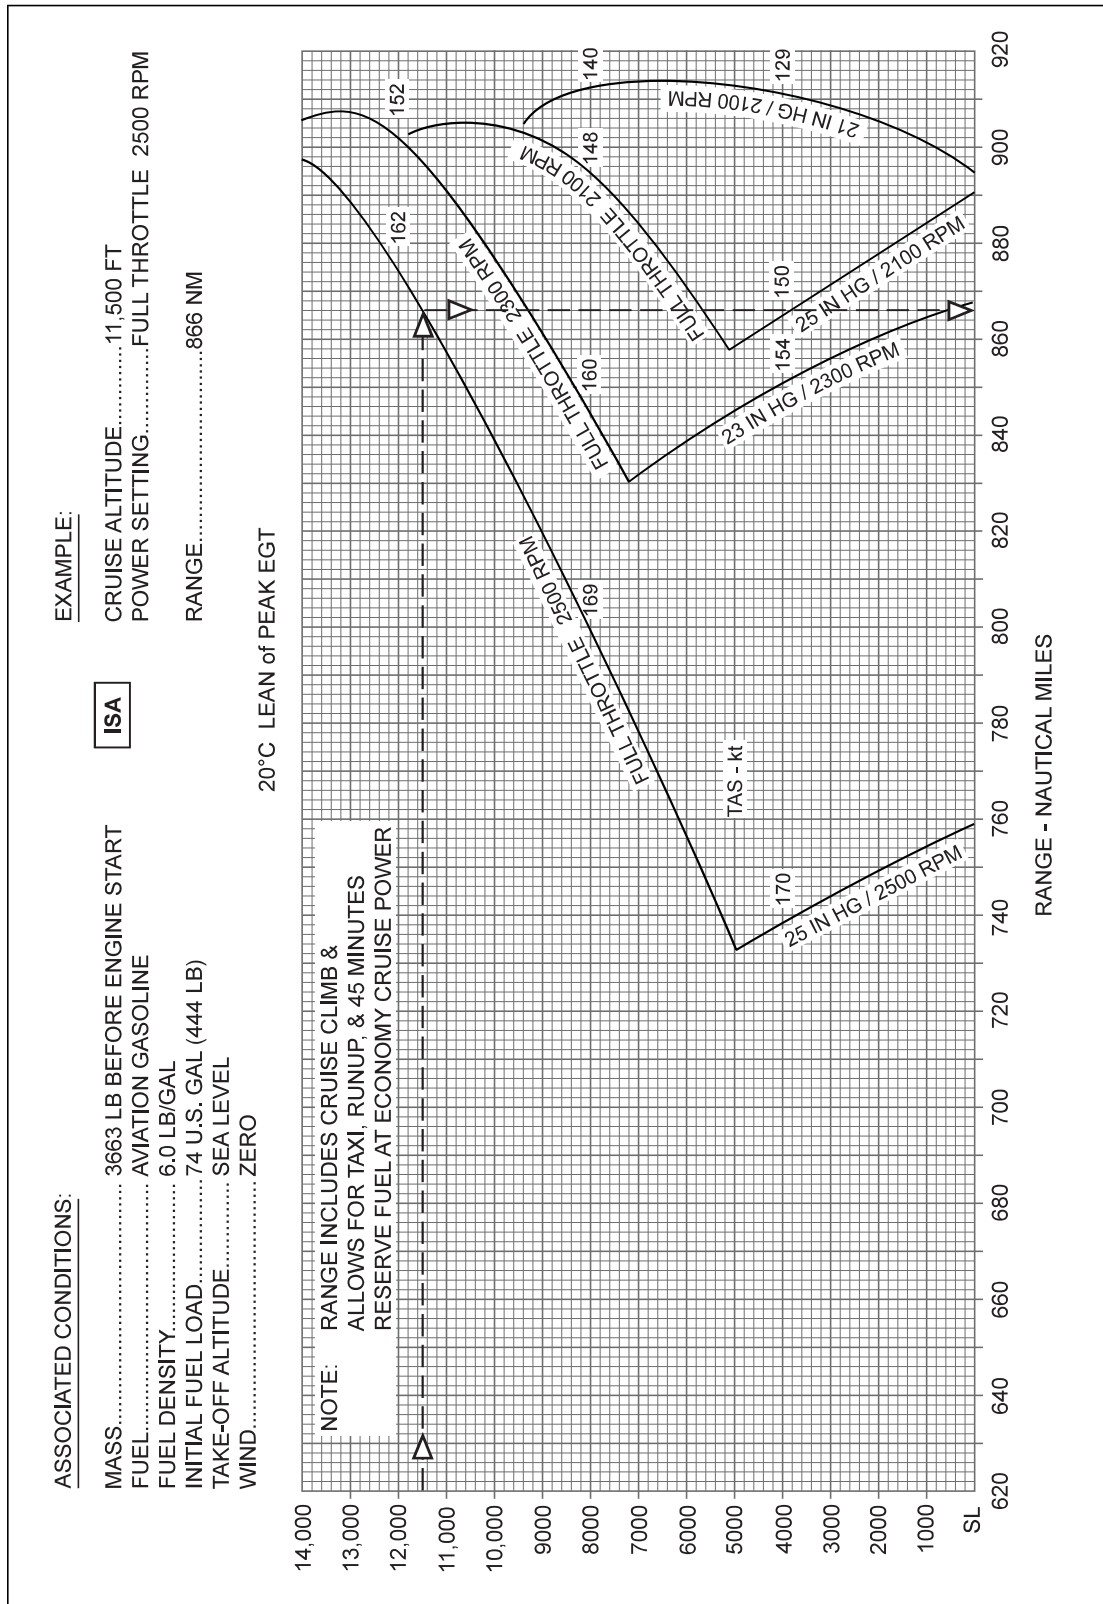 ASSOCIATED CONDITIONS:
MASS........................ 3663 LB BEFORE ENGINE START
FUEL........................... AVIATION GASOLINE
FUEL DENSITY............... 6.0 LB/GAL
INITIAL FUEL LOAD............. 74 U.S. GAL (444 LB)
TAKE-OFF ALTITUDE............ SEA LEVEL
WIND............................ ZERO
ISA
EXAMPLE:
CRUISE ALTITUDE..............11,500 FT
POWER SETTING..............FULL THROTTLE 2500 RPM
RANGE..........................866 NM
20°C LEAN of PEAK EGT
NOTE: RANGE INCLUDES CRUISE CLIMB &
ALLOWS FOR TAXI, RUNUP, & 45 MINUTES
RESERVE FUEL AT ECONOMY CRUISE POWER
14,000
13,000
12,000
11,000
10,000
9000
8000
7000
6000
5000
4000
3000
2000
1000
SL
162
152
FULL THROTTLE 2500 RPM
169
FULL THROTTLE 2300 RPM
160
FULL THROTTLE 2100 RPM
148
140
21 IN HG / 2100 RPM
129
TAS - kt
170
25 IN HG / 2500 RPM
154
23 IN HG / 2300 RPM
150
25 IN HG / 2100 RPM
620 640 660 680 700 720 740 760 780 800 820 840 860 880 900 920
RANGE - NAUTICAL MILES